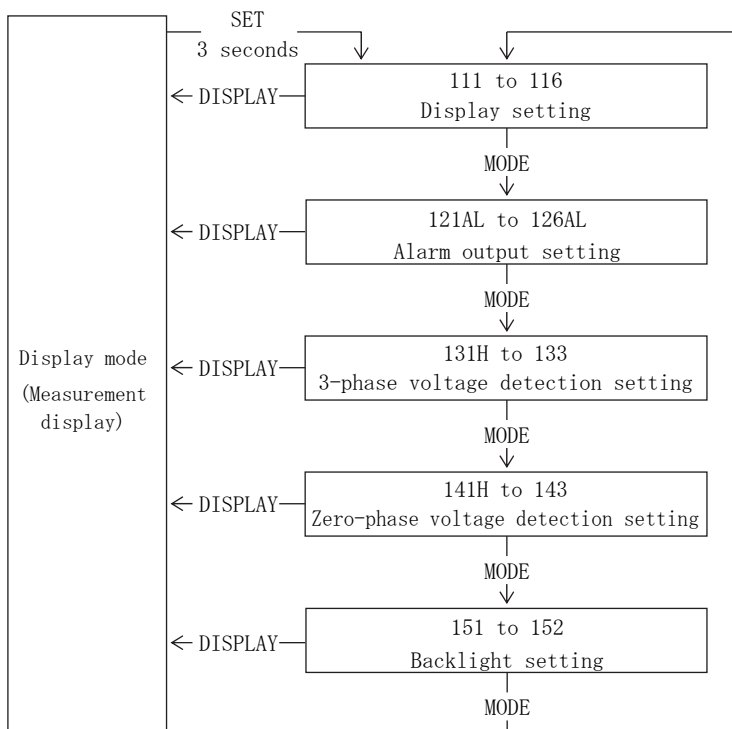 SET
3 seconds
111 to 116
DISPLAY
Display setting
MODE
121AL to 126AL
DISPLAY
Alarm output setting
MODE
131H to 133
Display mode
DISPLAY
3-phase voltage detection setting
(Measurement
display)
MODE
141H to 143
DISPLAY
Zero-phase voltage detection setting
MODE
151 to 152
DISPLAY
Backlight setting
MODE